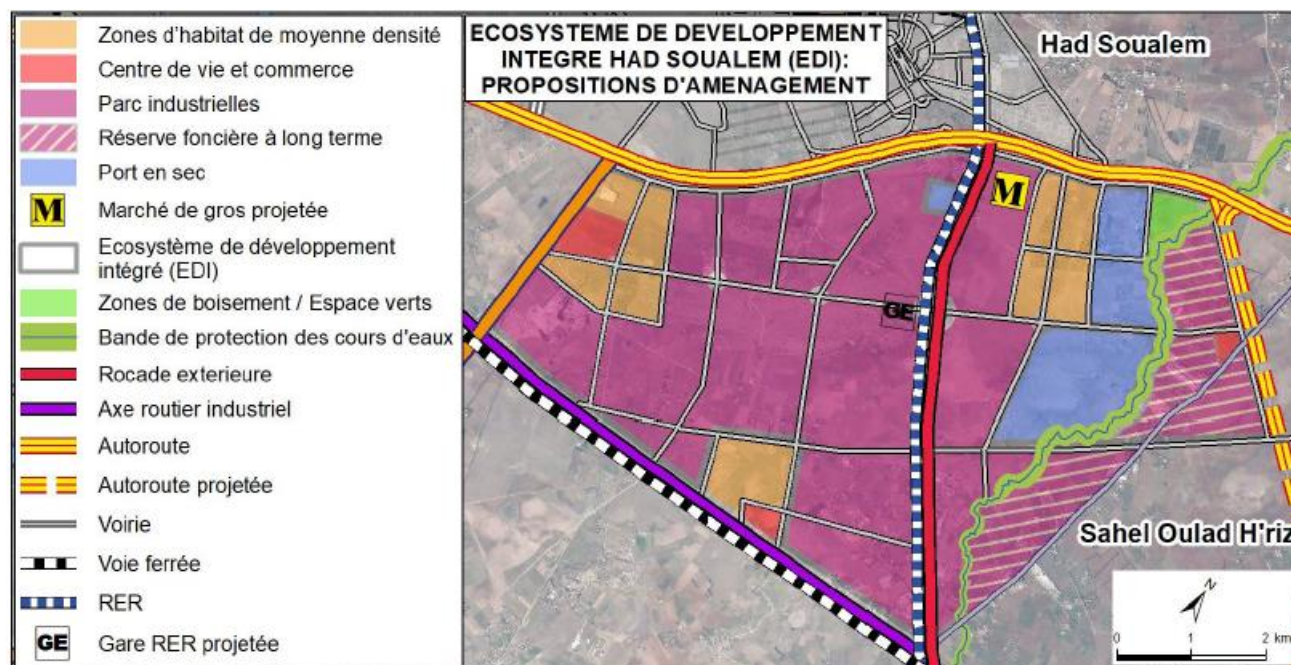 Zones d'habitat de moyenne densité
Centre de vie et commerce
Parc industrielles
Réserve foncière à long terme
Port en sec
M
Marché de gros projetée
Ecosystème de développement
intégré (EDI)
Zones de boisement / Espace verts
Bande de protection des cours d'eaux
Rocade exterieure
Axe routier industriel
Autoroute
Autoroute projetée
Voirie
Voie ferrée
RER
GE
Gare RER projetée
ECOSYSTEME DE DEVELOPPEMENT
INTEGRE HAD SOUALEM (EDI):
PROPOSITIONS D'AMENAGEMENT
Had Soualem
M
GE
Sahel Oulad H'riz
N
0 1 2 km